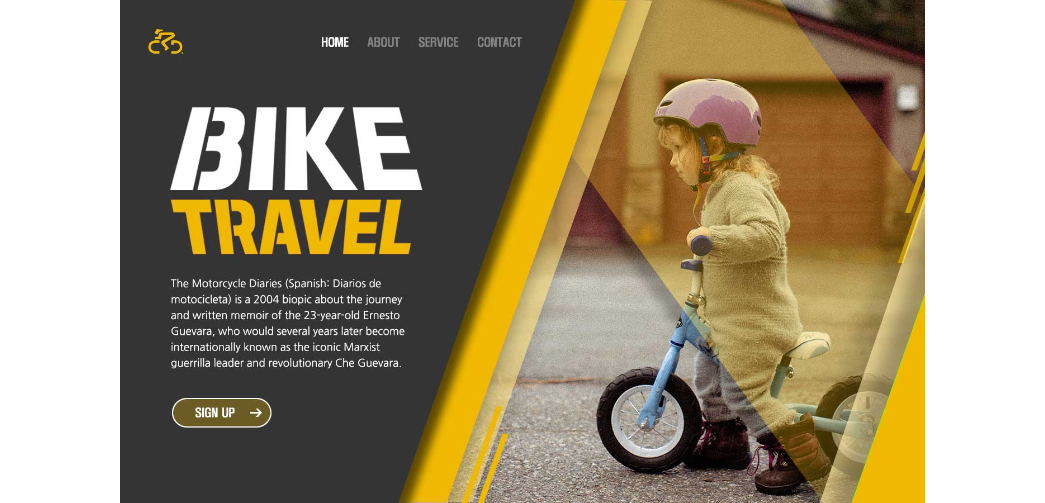 HOME ABOUT SERVICE CONTACT
BIKE
TRAVEL
The Motorcycle Diaries (Spanish: Diarios de
motocicleta) is a 2004 biopic about the journey
and written memoir of the 23-year-old Ernesto
Guevara, who would several years later become
internationally known as the iconic Marxist
guerrilla leader and revolutionary Che Guevara.
SIGN UP →